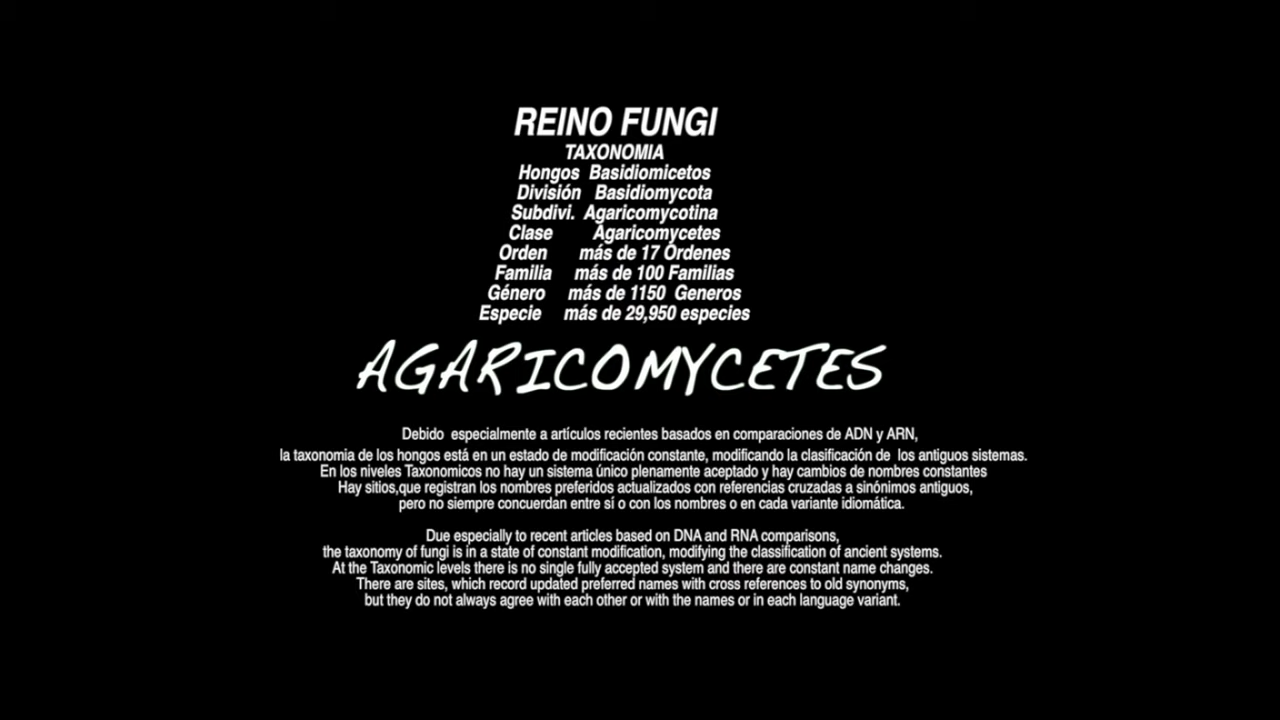 REINO FUNGI
TAXONOMIA
Hongos Basidiomicetos
División Basidiomycota
Subdivi. Agaricomycotina
Clase Agaricomycetes
Orden más de 17 Ordenes
Familia más de 100 Familias
Género más de 1150 Generos
Especie más de 29,950 especies
AGARICOMYCETES
Debido especialmente a artículos recientes basados en comparaciones de ADN y ARN,
la taxonomia de los hongos está en un estado de modificación constante, modificando la clasificación de los antiguos sistemas.
En los niveles Taxonomicos no hay un sistema único plenamente aceptado y hay cambios de nombres constantes
Hay sitios,que registran los nombres preferidos actualizados con referencias cruzadas a sinónimos antiguos,
pero no siempre concuerdan entre sí o con los nombres o en cada variante idiomática.
Due especially to recent articles based on DNA and RNA comparisons,
the taxonomy of fungi is in a state of constant modification, modifying the classification of ancient systems.
At the Taxonomic levels there is no single fully accepted system and there are constant name changes.
There are sites, which record updated preferred names with cross references to old synonyms,
but they do not always agree with each other or with the names or in each language variant.